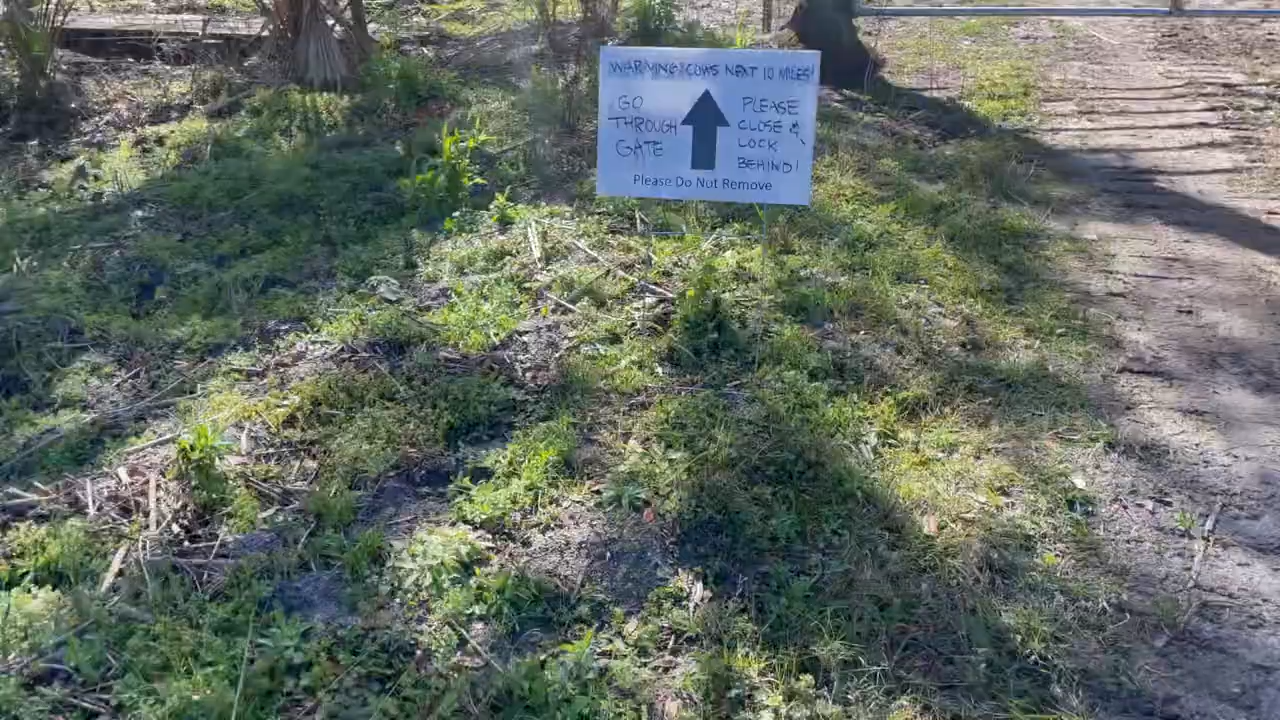 WARNING: COWS NEXT 10 MILES!
GO
THROUGH
GATE
PLEASE
CLOSE &
LOCK
BEHIND!
Please Do Not Remove